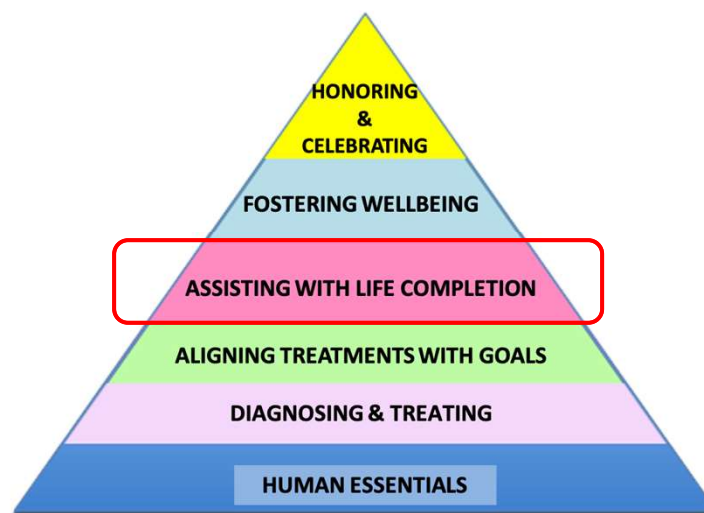 HONORING
&
CELEBRATING
FOSTERING WELLBEING
ASSISTING WITH LIFE COMPLETION
ALIGNING TREATMENTS WITH GOALS
DIAGNOSING & TREATING
HUMAN ESSENTIALS